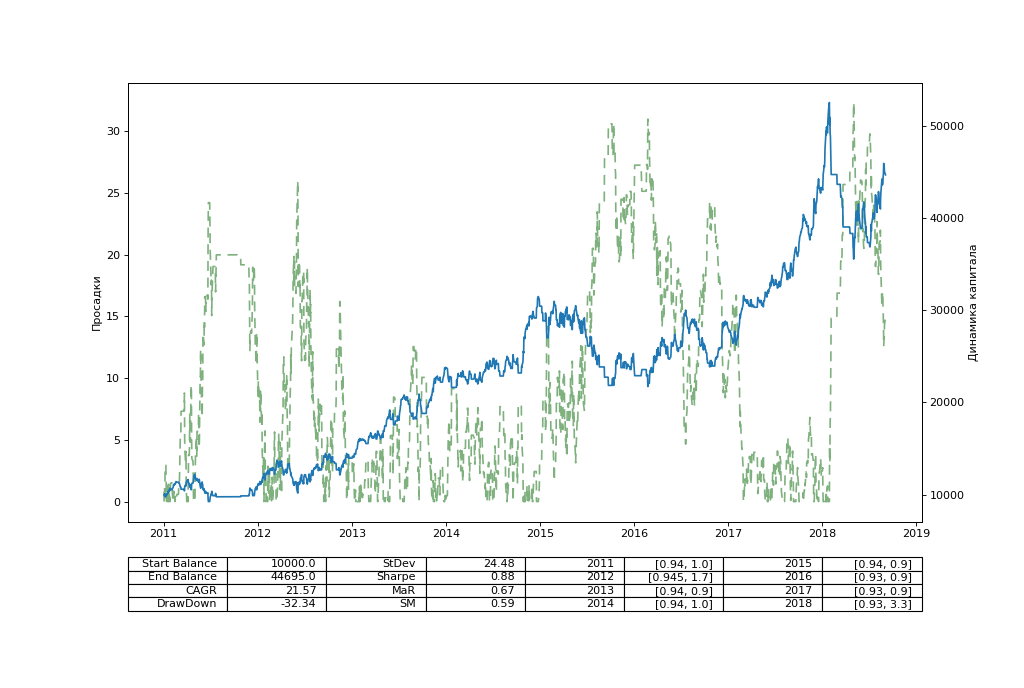 30
25
20
15
10
5
0
Просадки
50000
40000
30000
20000
10000
Динамика капитала
2011 2012 2013 2014 2015 2016 2017 2018 2019
Start Balance 10000.0 StDev 24.48 2011 [0.94, 1.0] 2015 [0.94, 0.9]
End Balance 44695.0 Sharpe 0.88 2012 [0.945, 1.7] 2016 [0.93, 0.9]
CAGR 21.57 MaR 0.67 2013 [0.94, 0.9] 2017 [0.93, 0.9]
DrawDown -32.34 SM 0.59 2014 [0.94, 1.0] 2018 [0.93, 3.3]